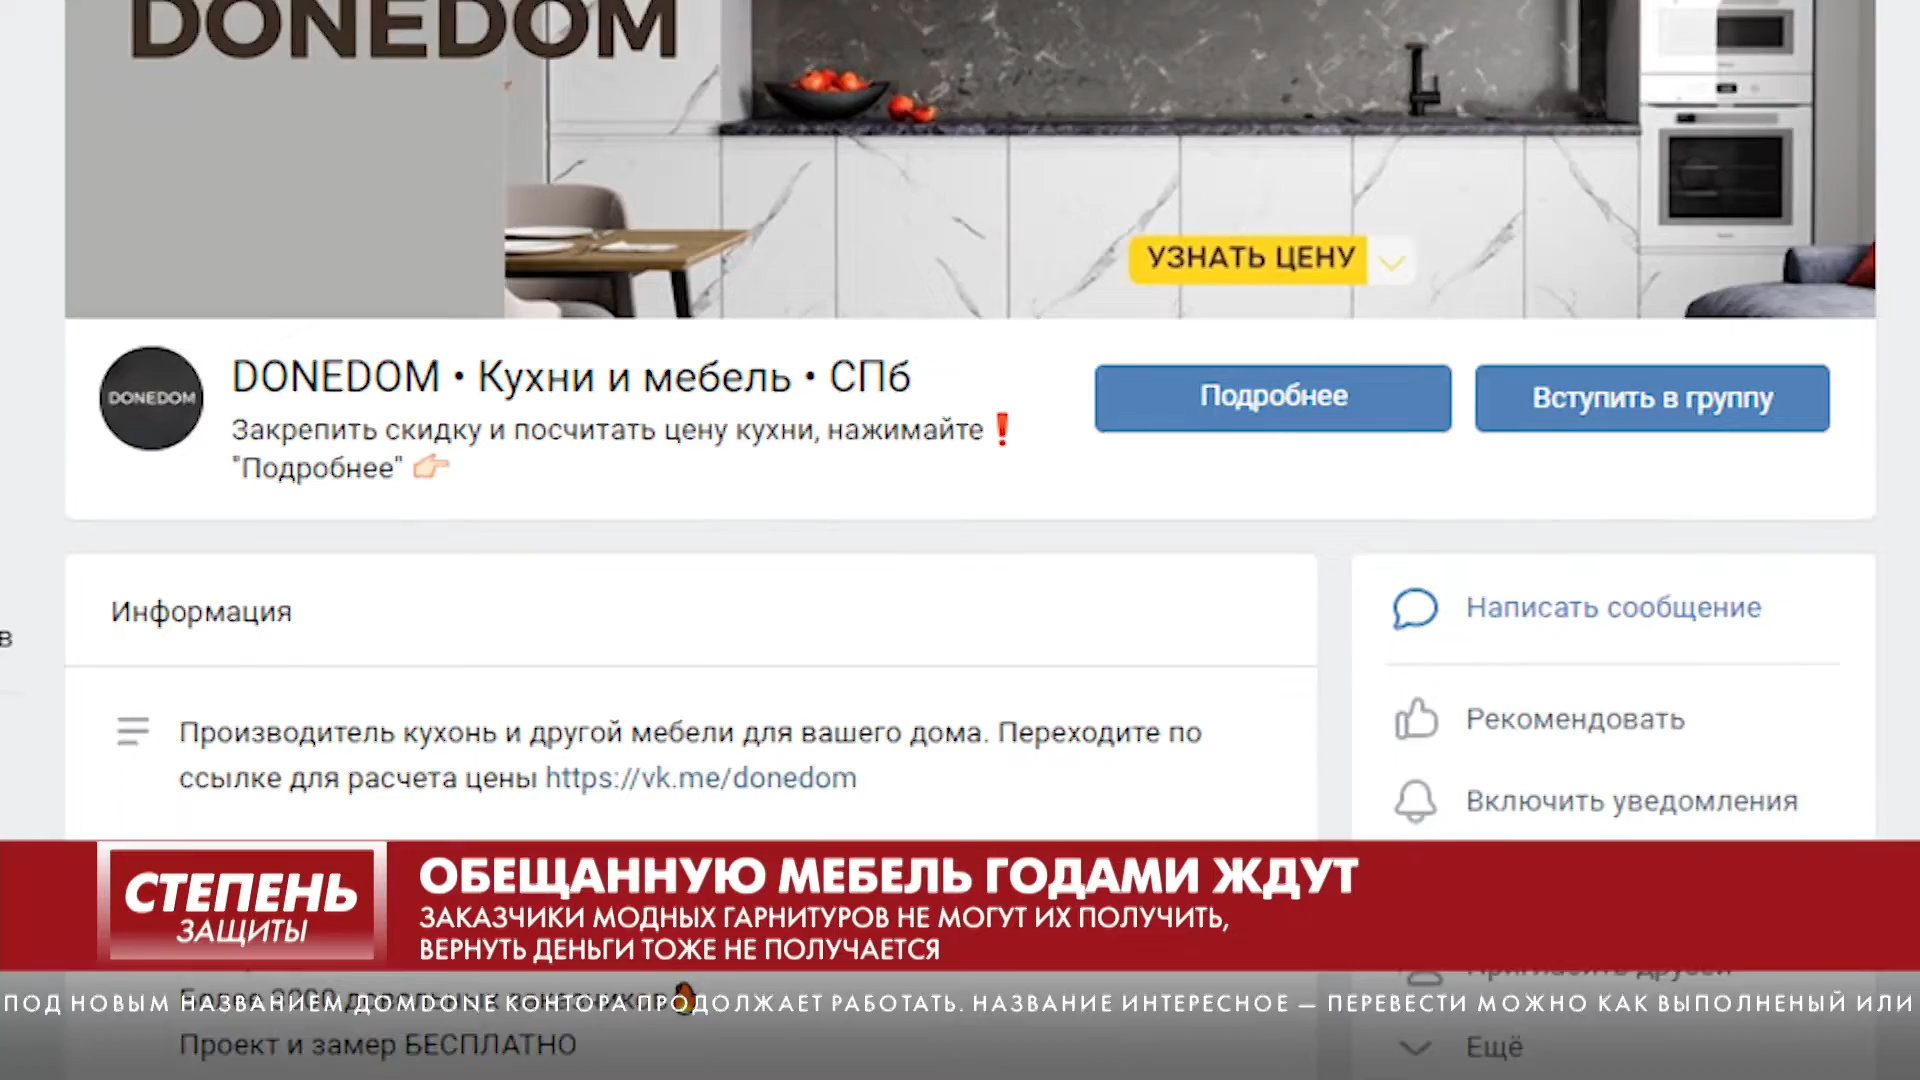 DONEDOM
УЗНАТЬ ЦЕНУ
DONEDOM
DONEDOM • Кухни и мебель • СПб
Закрепить скидку и посчитать цену кухни, нажимайте❗
"Подробнее" 👉🏻
Подробнее
Вступить в группу
Информация
в
Производитель кухонь и другой мебели для вашего дома. Переходите по
ссылке для расчета цены https://vk.me/donedom
Написать сообщение
Рекомендовать
Включить уведомления
СТЕПЕНЬ
ЗАЩИТЫ
ОБЕЩАННУЮ МЕБЕЛЬ ГОДАМИ ЖДУТ
ЗАКАЗЧИКИ МОДНЫХ ГАРНИТУРОВ НЕ МОГУТ ИХ ПОЛУЧИТЬ,
ВЕРНУТЬ ДЕНЬГИ ТОЖЕ НЕ ПОЛУЧАЕТСЯ
ПОД НОВЫМ НАЗВАНИЕМ ДОМDONE КОНТОРА ПРОДОЛЖАЕТ РАБОТАТЬ. НАЗВАНИЕ ИНТЕРЕСНОЕ — ПЕРЕВЕСТИ МОЖНО КАК ВЫПОЛНЕНЫЙ ИЛИ
Проект и замер БЕСПЛАТНО
Ещё